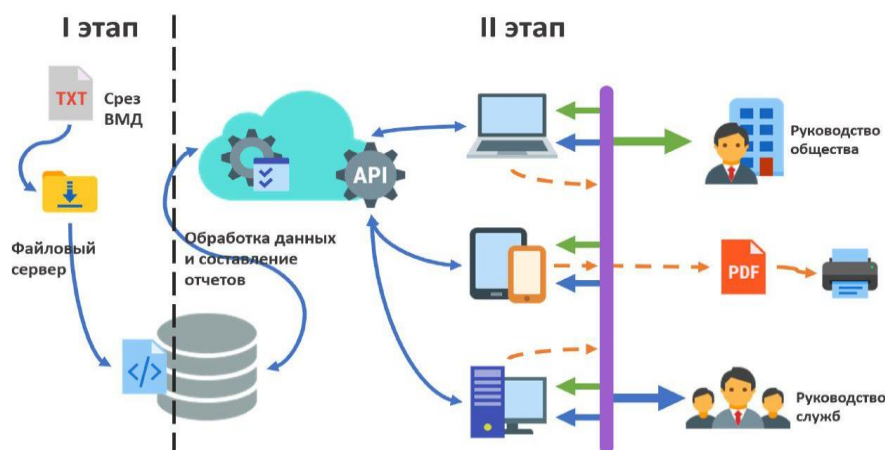 I этап
II этап
TXT
Срез
ВМД
Файловый
сервер
</>
Обработка данных
и составление
отчетов
API
Руководство
общества
PDF
Руководство
служб